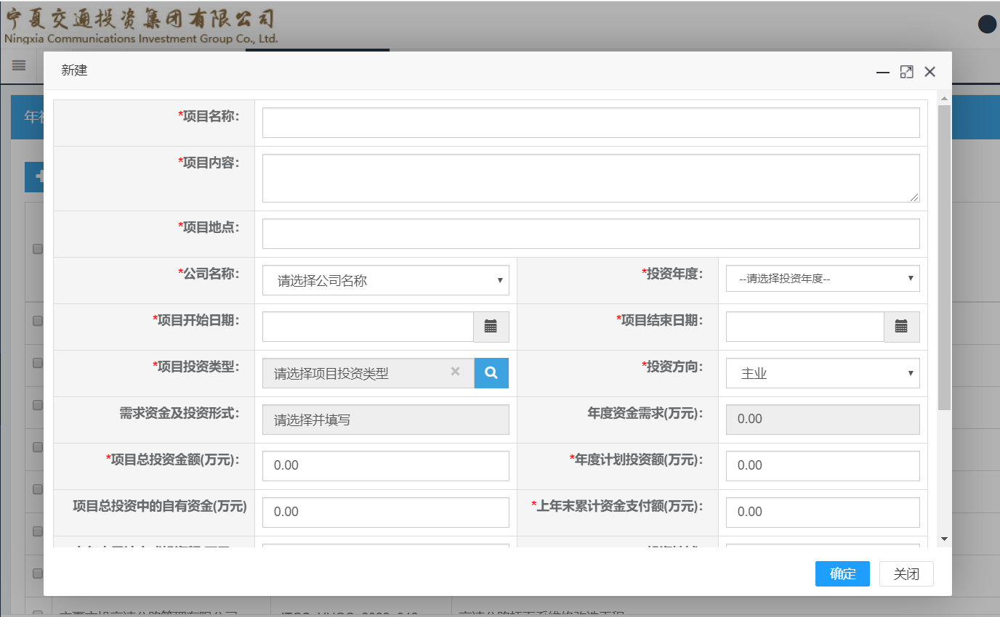 宁夏交通投资集团有限公司
Ningxia Communications Investment Group Co., Ltd.
新建
年初
*项目名称：
*项目内容：
*项目地点：
*公司名称： 请选择公司名称 *投资年度： --请选择投资年度--
*项目开始日期： *项目结束日期：
*项目投资类型： 请选择项目投资类型 *投资方向： 主业
需求资金及投资形式： 请选择并填写 年度资金需求(万元)： 0.00
*项目总投资金额(万元)： 0.00 *年度计划投资额(万元)： 0.00
项目总投资中的自有资金(万元) 0.00 *上年末累计资金支付额(万元)： 0.00
确定 关闭